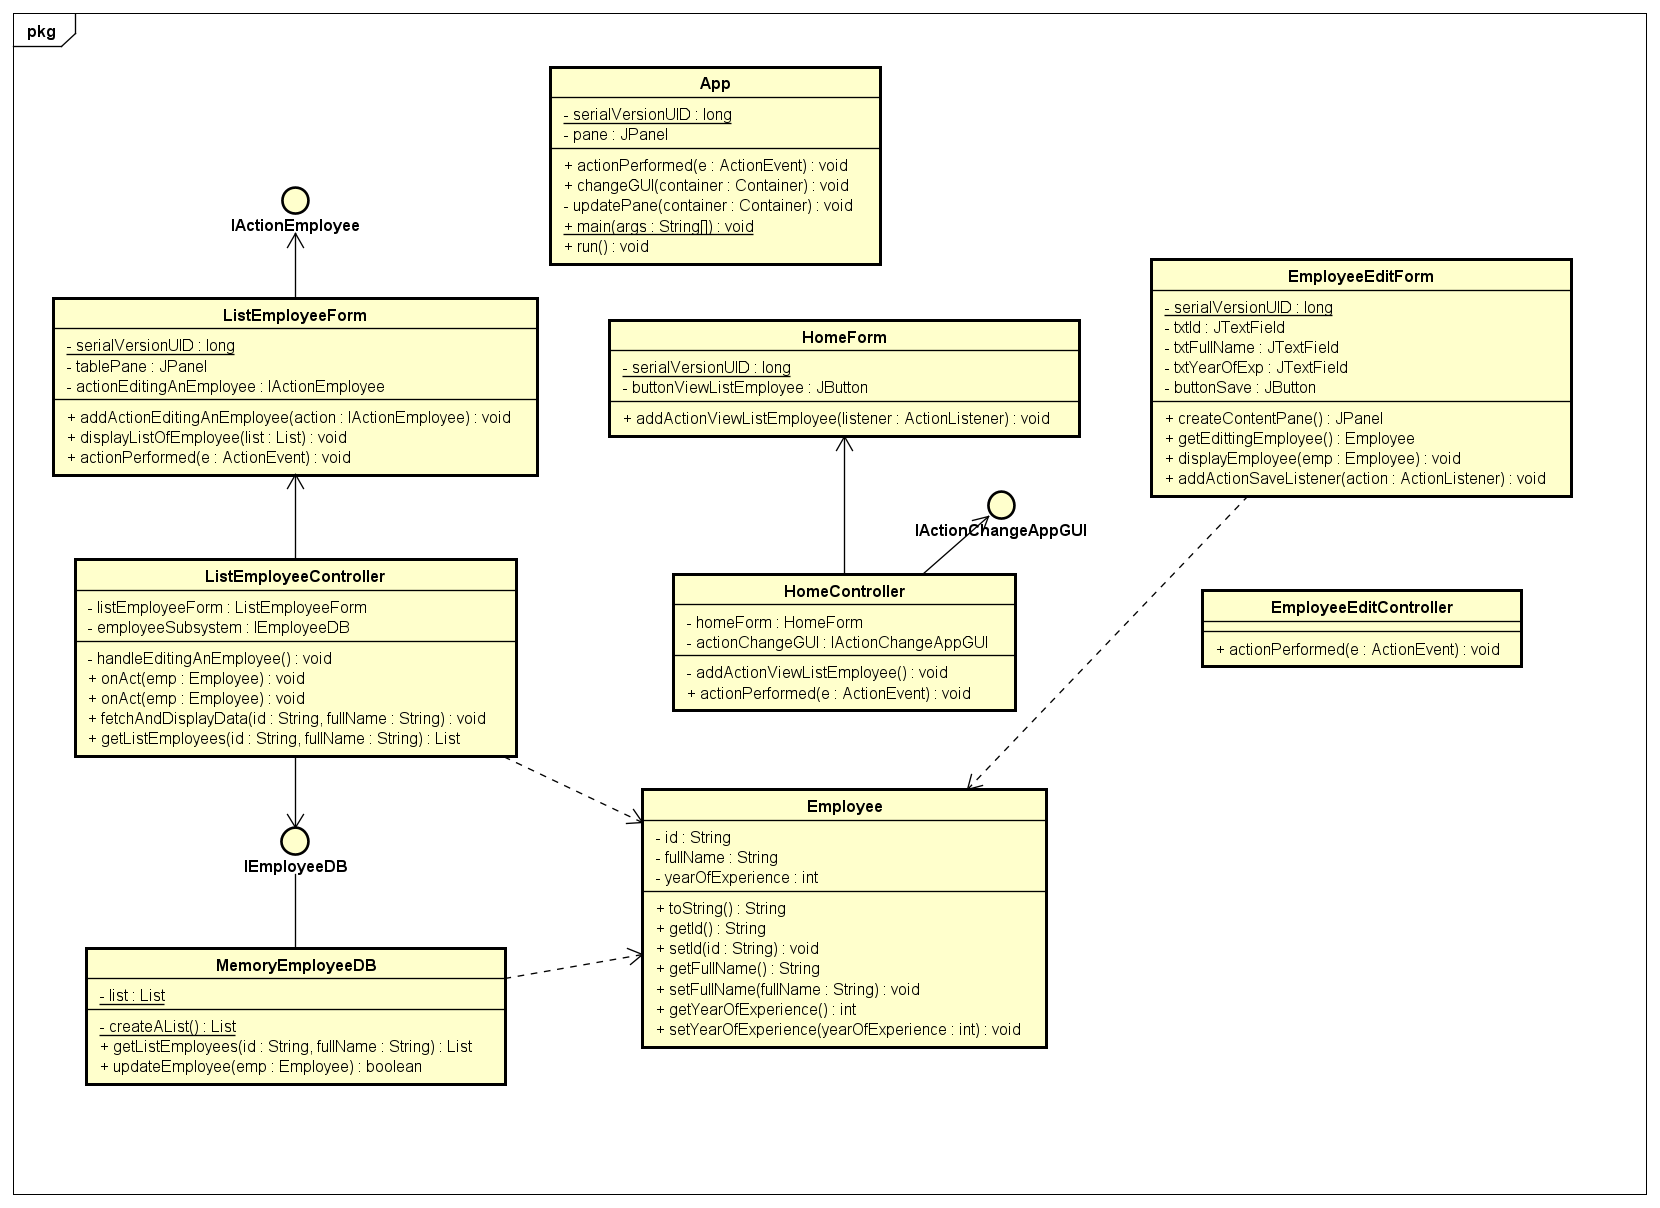 pkg
App
- serialVersionUID : long
- pane : JPanel
+ actionPerformed(e : ActionEvent) : void
+ changeGUI(container : Container) : void
- updatePane(container : Container) : void
+ main(args : String[]) : void
+ run() : void
IActionEmployee
ListEmployeeForm
- serialVersionUID : long
- tablePane : JPanel
- actionEditingAnEmployee : IActionEmployee
+ addActionEditingAnEmployee(action : IActionEmployee) : void
+ displayListOfEmployee(list : List) : void
+ actionPerformed(e : ActionEvent) : void
HomeForm
- serialVersionUID : long
- buttonViewListEmployee : JButton
+ addActionViewListEmployee(listener : ActionListener) : void
EmployeeEditForm
- serialVersionUID : long
- txtId : JTextField
- txtFullName : JTextField
- txtYearOfExp : JTextField
- buttonSave : JButton
+ createContentPane() : JPanel
+ getEdittingEmployee() : Employee
+ displayEmployee(emp : Employee) : void
+ addActionSaveListener(action : ActionListener) : void
IActionChangeAppGUI
ListEmployeeController
- listEmployeeForm : ListEmployeeForm
- employeeSubsystem : IEmployeeDB
- handleEditingAnEmployee() : void
+ onAct(emp : Employee) : void
+ onAct(emp : Employee) : void
+ fetchAndDisplayData(id : String, fullName : String) : void
+ getListEmployees(id : String, fullName : String) : List
HomeController
- homeForm : HomeForm
- actionChangeGUI : IActionChangeAppGUI
- addActionViewListEmployee() : void
+ actionPerformed(e : ActionEvent) : void
EmployeeEditController
+ actionPerformed(e : ActionEvent) : void
IEmployeeDB
Employee
- id : String
- fullName : String
- yearOfExperience : int
+ toString() : String
+ getId() : String
+ setId(id : String) : void
+ getFullName() : String
+ setFullName(fullName : String) : void
+ getYearOfExperience() : int
+ setYearOfExperience(yearOfExperience : int) : void
MemoryEmployeeDB
- list : List
- createAList() : List
+ getListEmployees(id : String, fullName : String) : List
+ updateEmployee(emp : Employee) : boolean